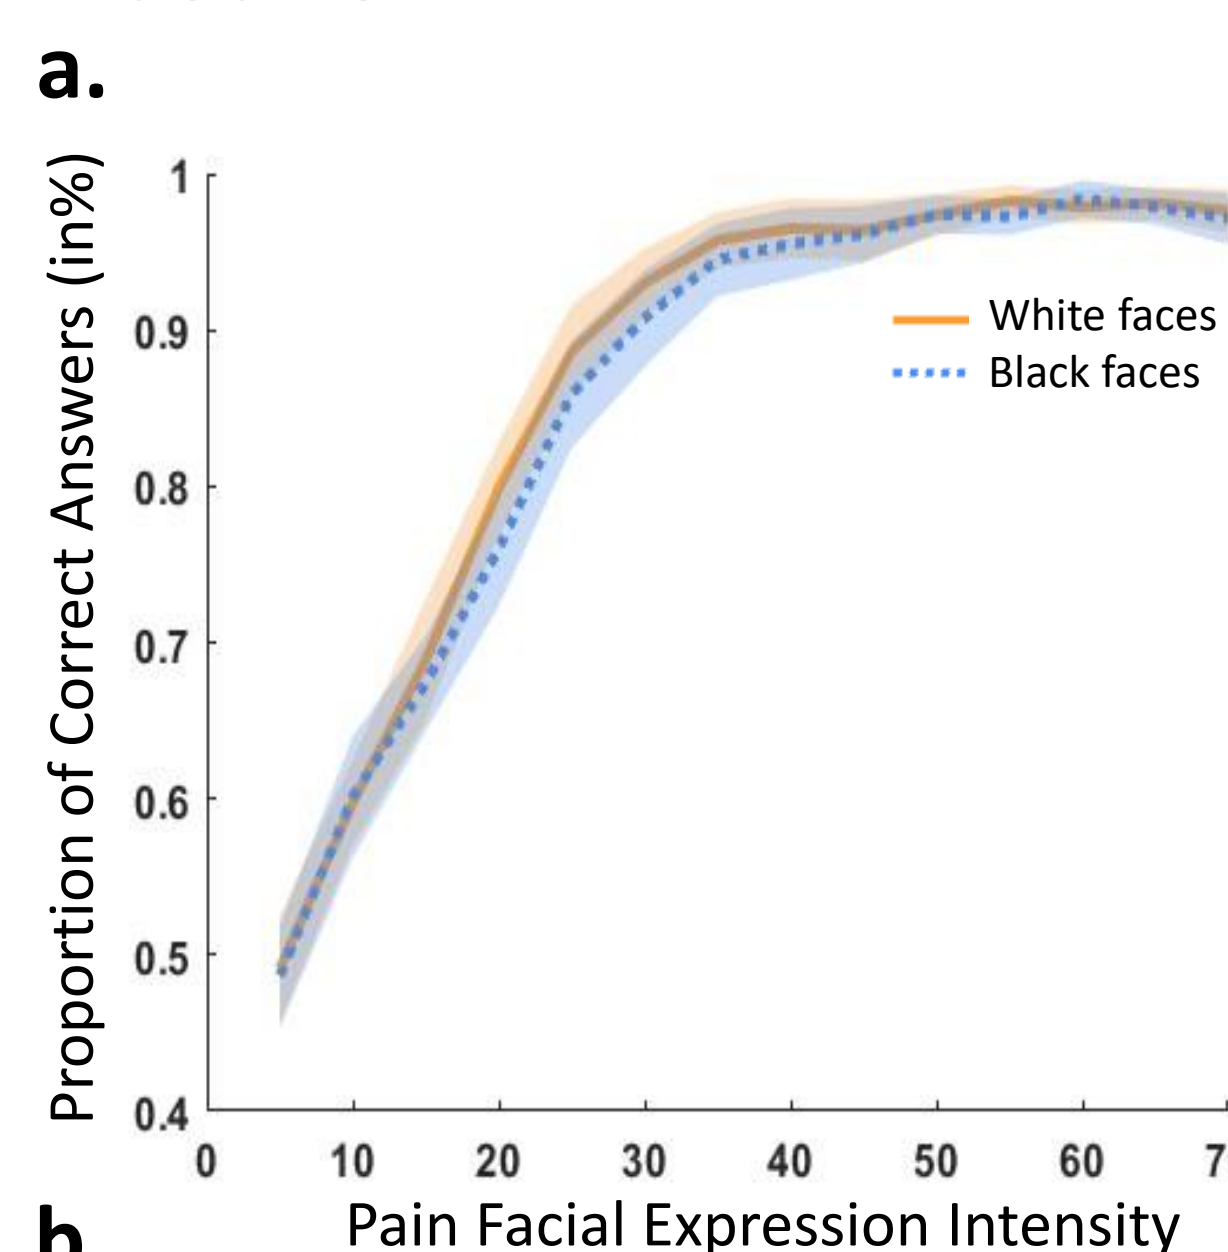 a.
Proportion of Correct Answers (in%)
1
0.9
0.8
0.7
0.6
0.5
0.4
White faces
Black faces
0 10 20 30 40 50 60 7
Pain Facial Expression Intensity
b